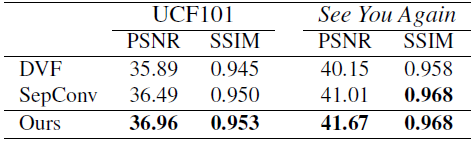 UCF101 See You Again
PSNR SSIM PSNR SSIM
DVF 35.89 0.945 40.15 0.958
SepConv 36.49 0.950 41.01 0.968
Ours 36.96 0.953 41.67 0.968